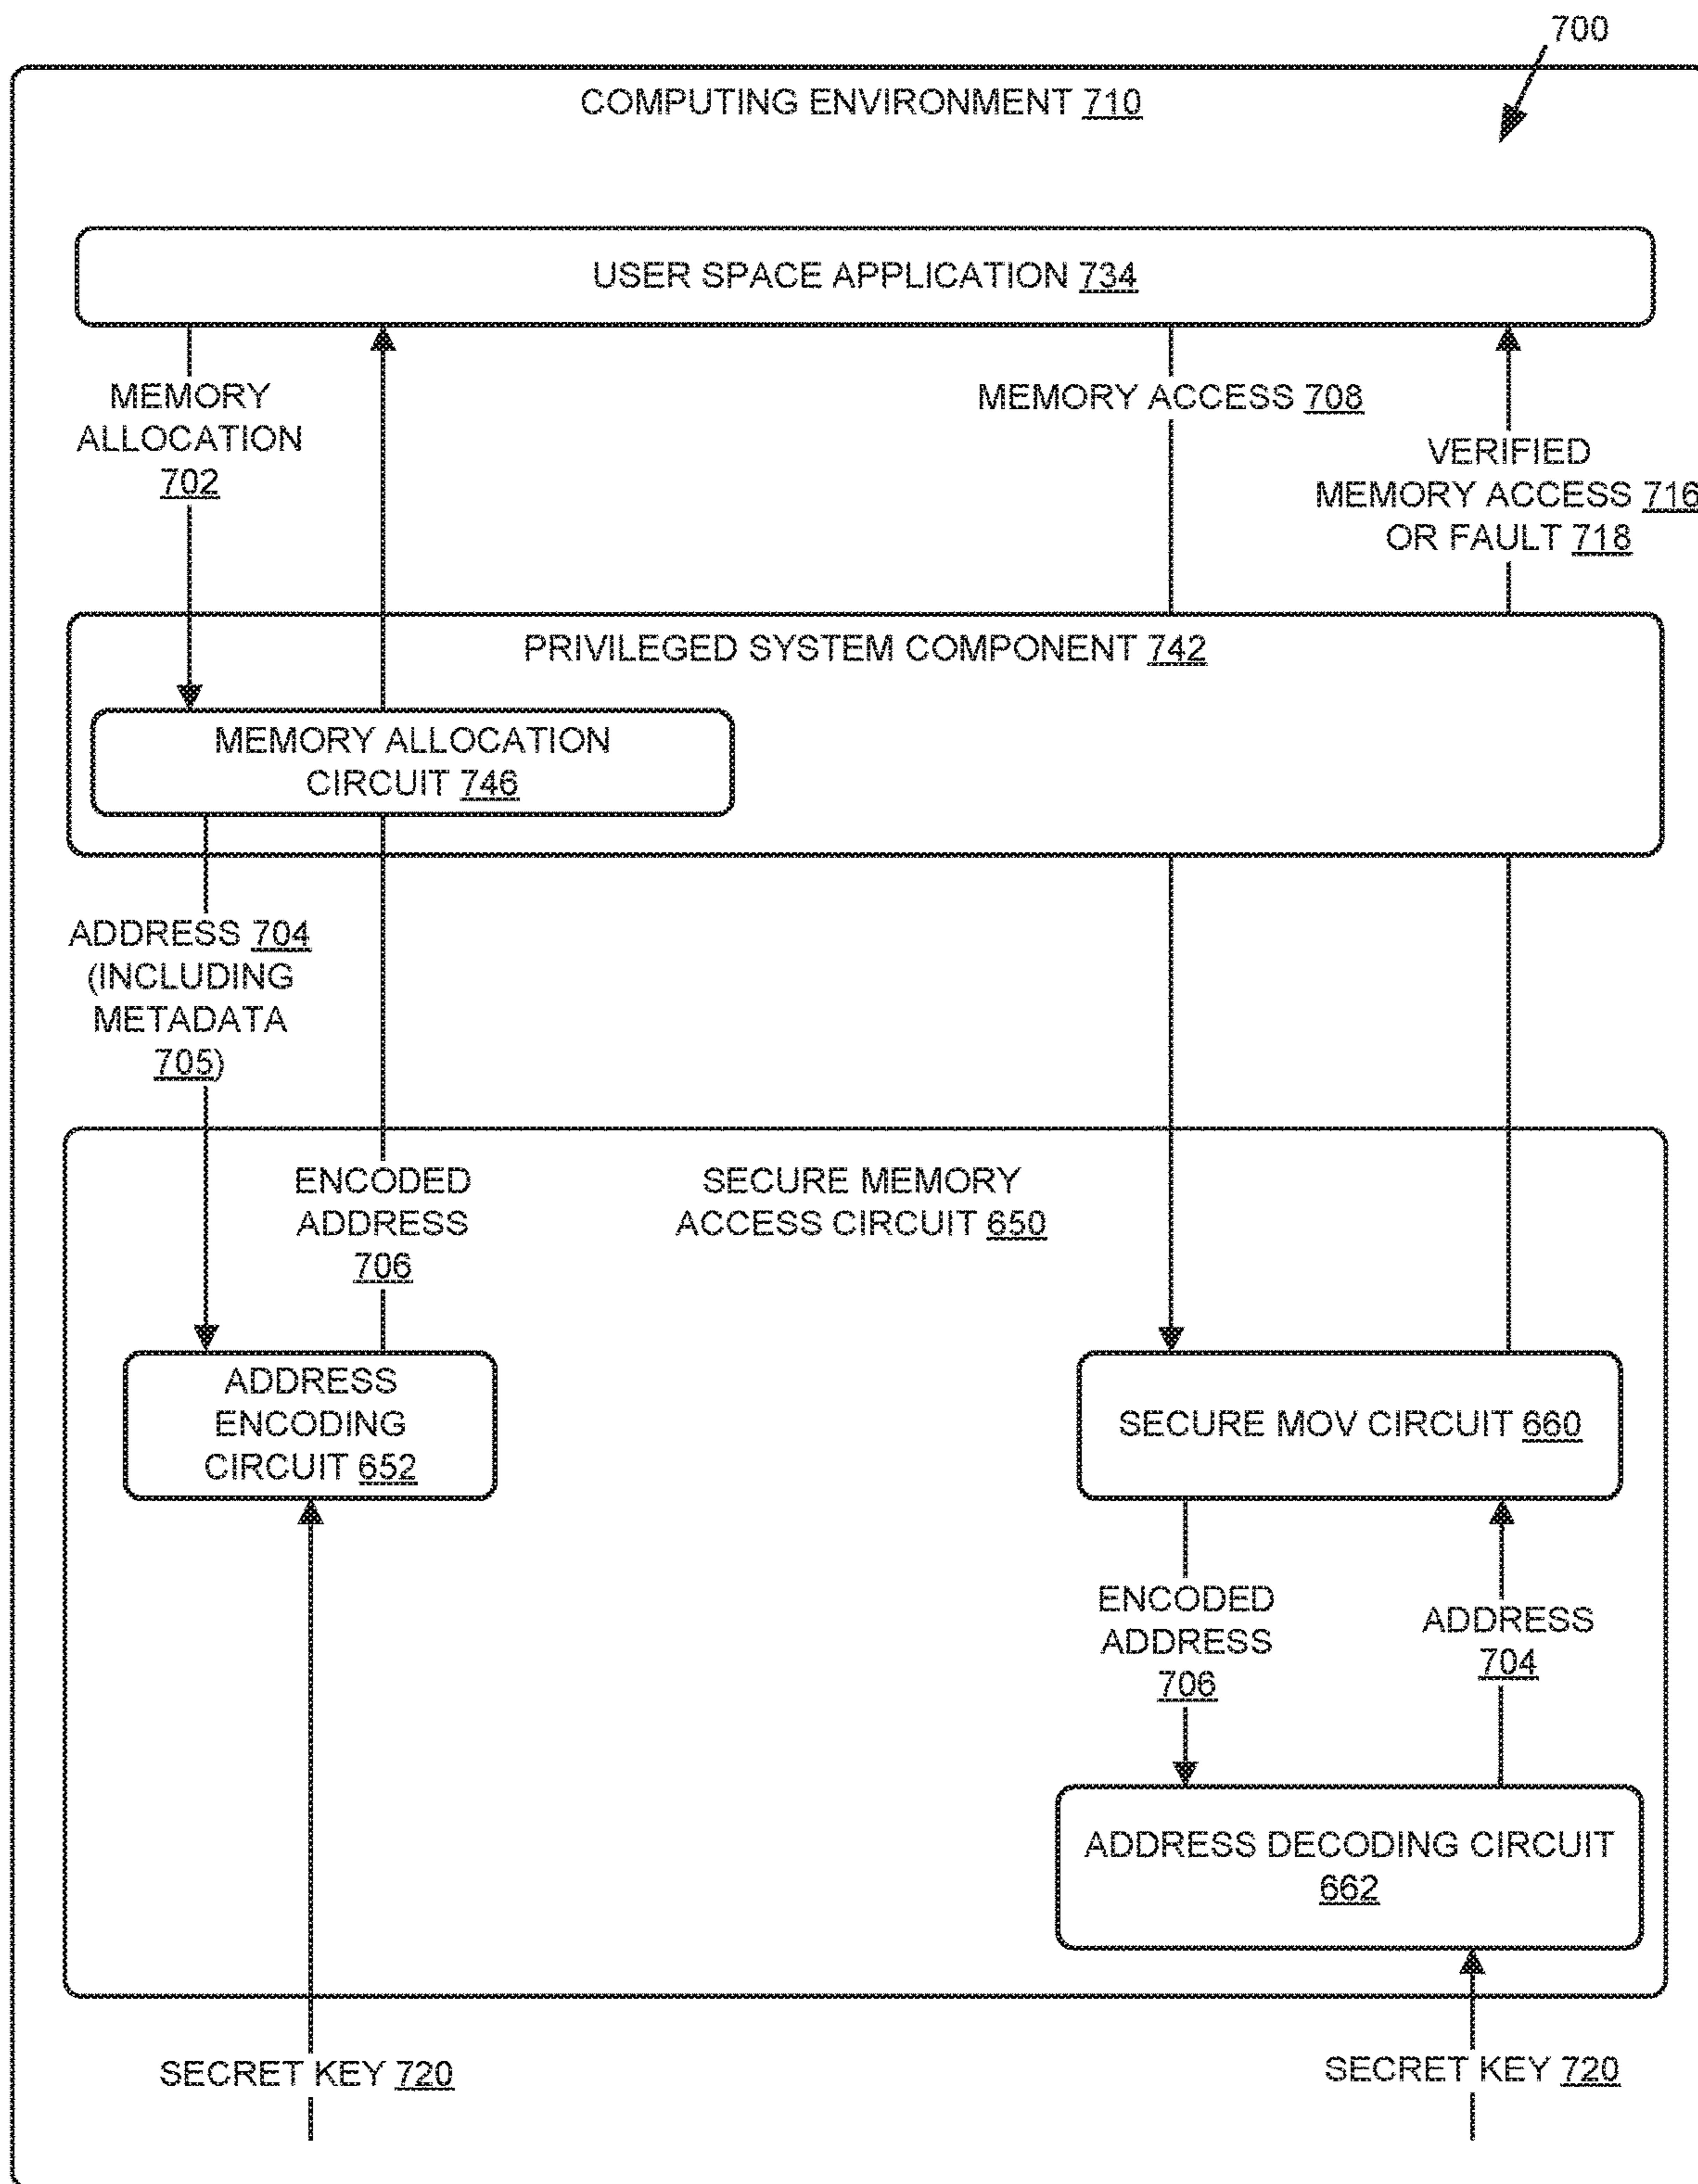 700
COMPUTING ENVIRONMENT 710
USER SPACE APPLICATION 734
MEMORY
ALLOCATION
702
MEMORY ACCESS 708
VERIFIED
MEMORY ACCESS 716
OR FAULT 718
PRIVILEGED SYSTEM COMPONENT 742
MEMORY ALLOCATION
CIRCUIT 746
ADDRESS 704
(INCLUDING
METADATA
705)
ENCODED
ADDRESS
706
SECURE MEMORY
ACCESS CIRCUIT 650
ADDRESS
ENCODING
CIRCUIT 652
SECURE MOV CIRCUIT 660
ENCODED
ADDRESS
706
ADDRESS
704
ADDRESS DECODING CIRCUIT
662
SECRET KEY 720
SECRET KEY 720